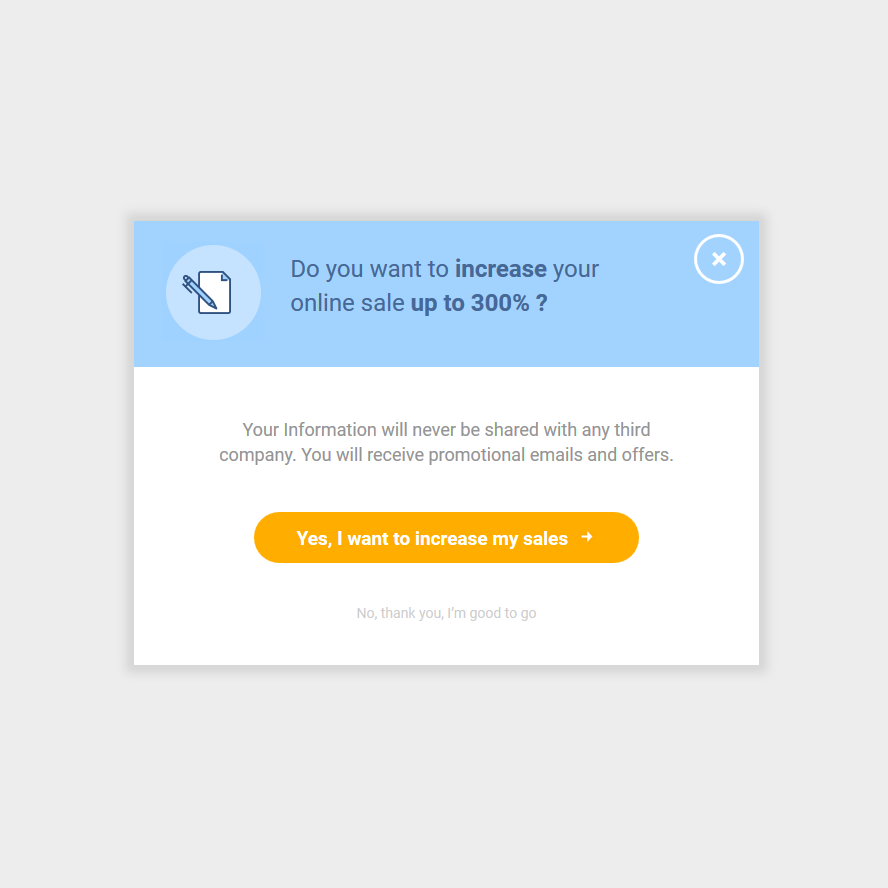 Do you want to increase your
online sale up to 300% ?
Your Information will never be shared with any third
company. You will receive promotional emails and offers.
Yes, I want to increase my sales
No, thank you, I'm good to go